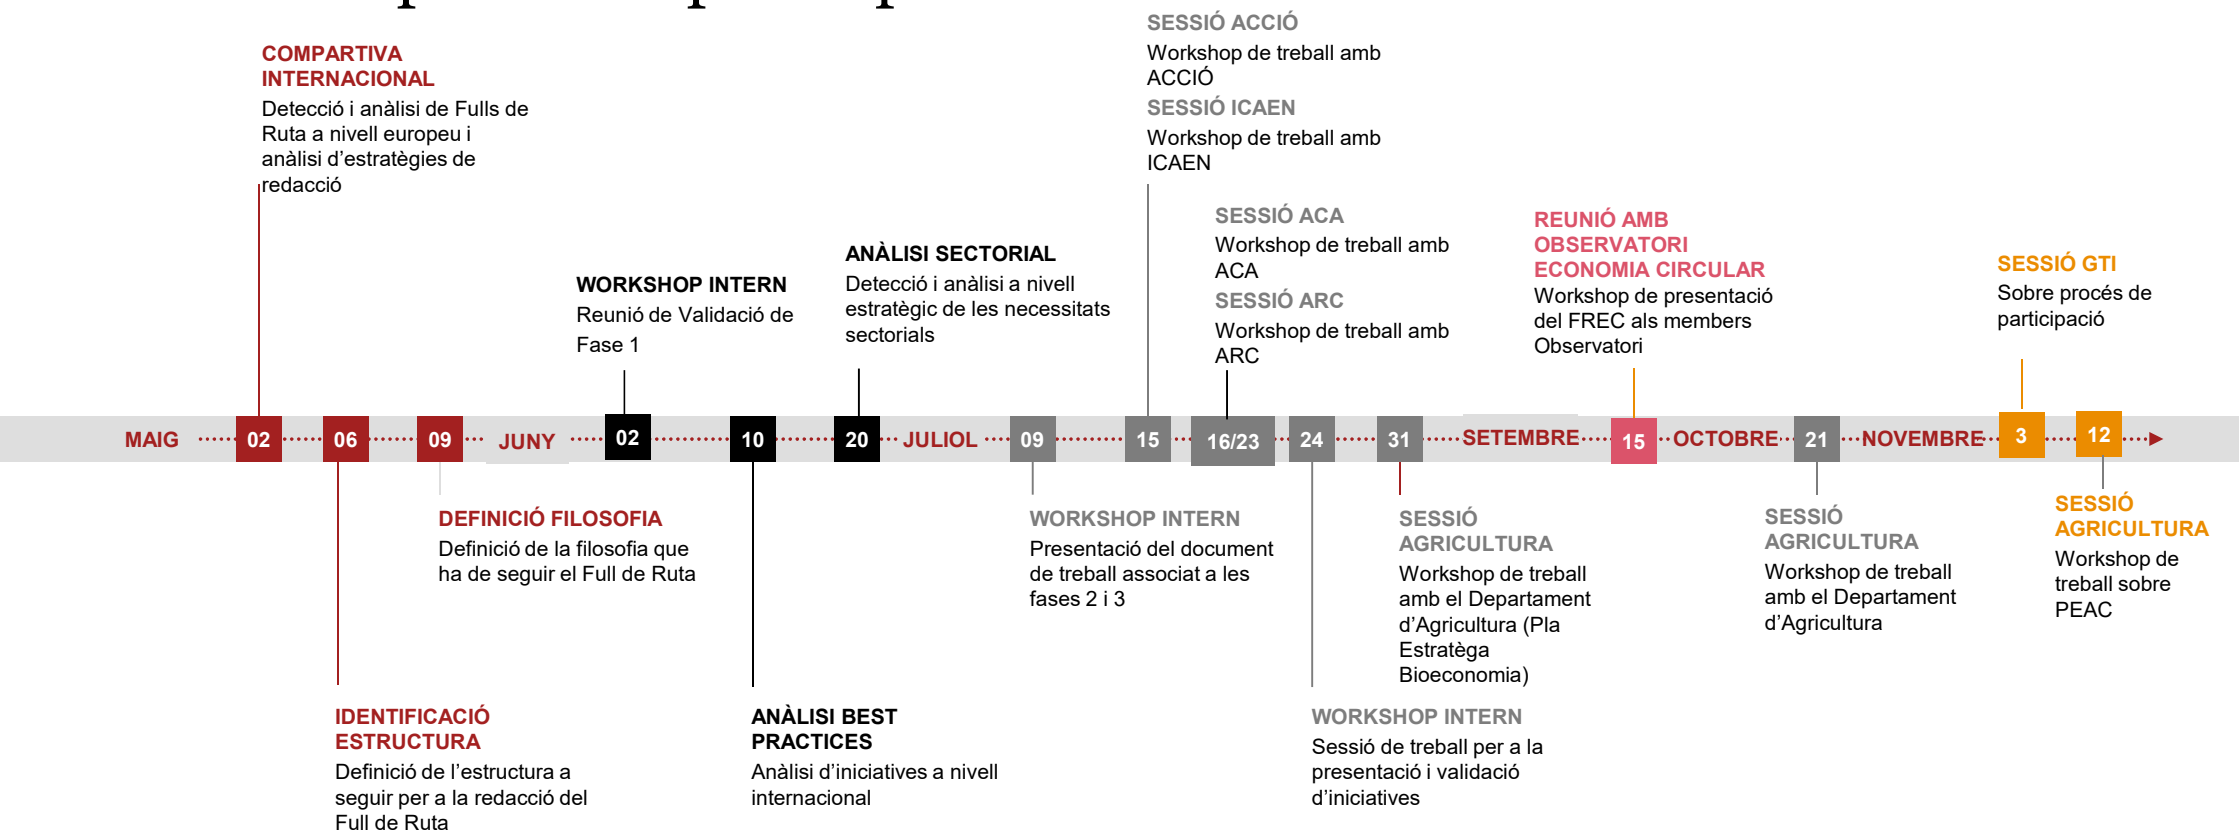 COMPARTIVA
INTERNACIONAL
Detecció i anàlisi de Fulls de
Ruta a nivell europeu i
anàlisi d'estratègies de
redacció
WORKSHOP INTERN
Reunió de Validació de
Fase 1
ANÀLISI SECTORIAL
Detecció i anàlisi a nivell
estratègic de les necessitats
sectorials
SESSIÓ ACCIÓ
Workshop de treball amb
ACCIÓ
SESSIÓ ICAEN
Workshop de treball amb
ICAEN
SESSIÓ ACA
Workshop de treball amb
ACA
SESSIÓ ARC
Workshop de treball amb
ARC
REUNIÓ AMB
OBSERVATORI
ECONOMIA CIRCULAR
Workshop de presentació
del FREC als members
Observatori
SESSIÓ GTI
Sobre procés de
participació
MAIG 02 06 09 JUNY 02 10 20 JULIOL 09 15 16/23 24 31 SETEMBRE 15 OCTOBRE 21 NOVEMBRE 3 12
DEFINICIÓ FILOSOFIA
Definició de la filosofia que
ha de seguir el Full de Ruta
WORKSHOP INTERN
Presentació del document
de treball associat a les
fases 2 i 3
SESSIÓ
AGRICULTURA
Workshop de treball
amb el Departament
d'Agricultura (Pla
Estratèga
Bioeconomia)
SESSIÓ
AGRICULTURA
Workshop de treball
amb el Departament
d'Agricultura
SESSIÓ
AGRICULTURA
Workshop de
treball sobre
PEAC
IDENTIFICACIÓ
ESTRUCTURA
Definició de l'estructura a
seguir per a la redacció del
Full de Ruta
ANÀLISI BEST
PRACTICES
Anàlisi d'iniciatives a nivell
internacional
WORKSHOP INTERN
Sessió de treball per a la
presentació i validació
d'iniciatives